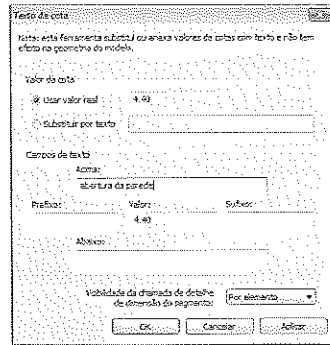 Texto da cota
Nota: esta ferramenta substitui ou anexa valores de cotas com texto e não tem
efeito na geometria do modelo.
Valor da cota
Usar valor real 4.40
Substituir por texto
Campos de texto
Acima:
abertura da parede
Prefixo: Valor: Sufixo:
4.40
Abaixo:
Visibilidade da chamada de detalhe
de dimensão do segmento: Por elemento
OK Cancelar Aplicar